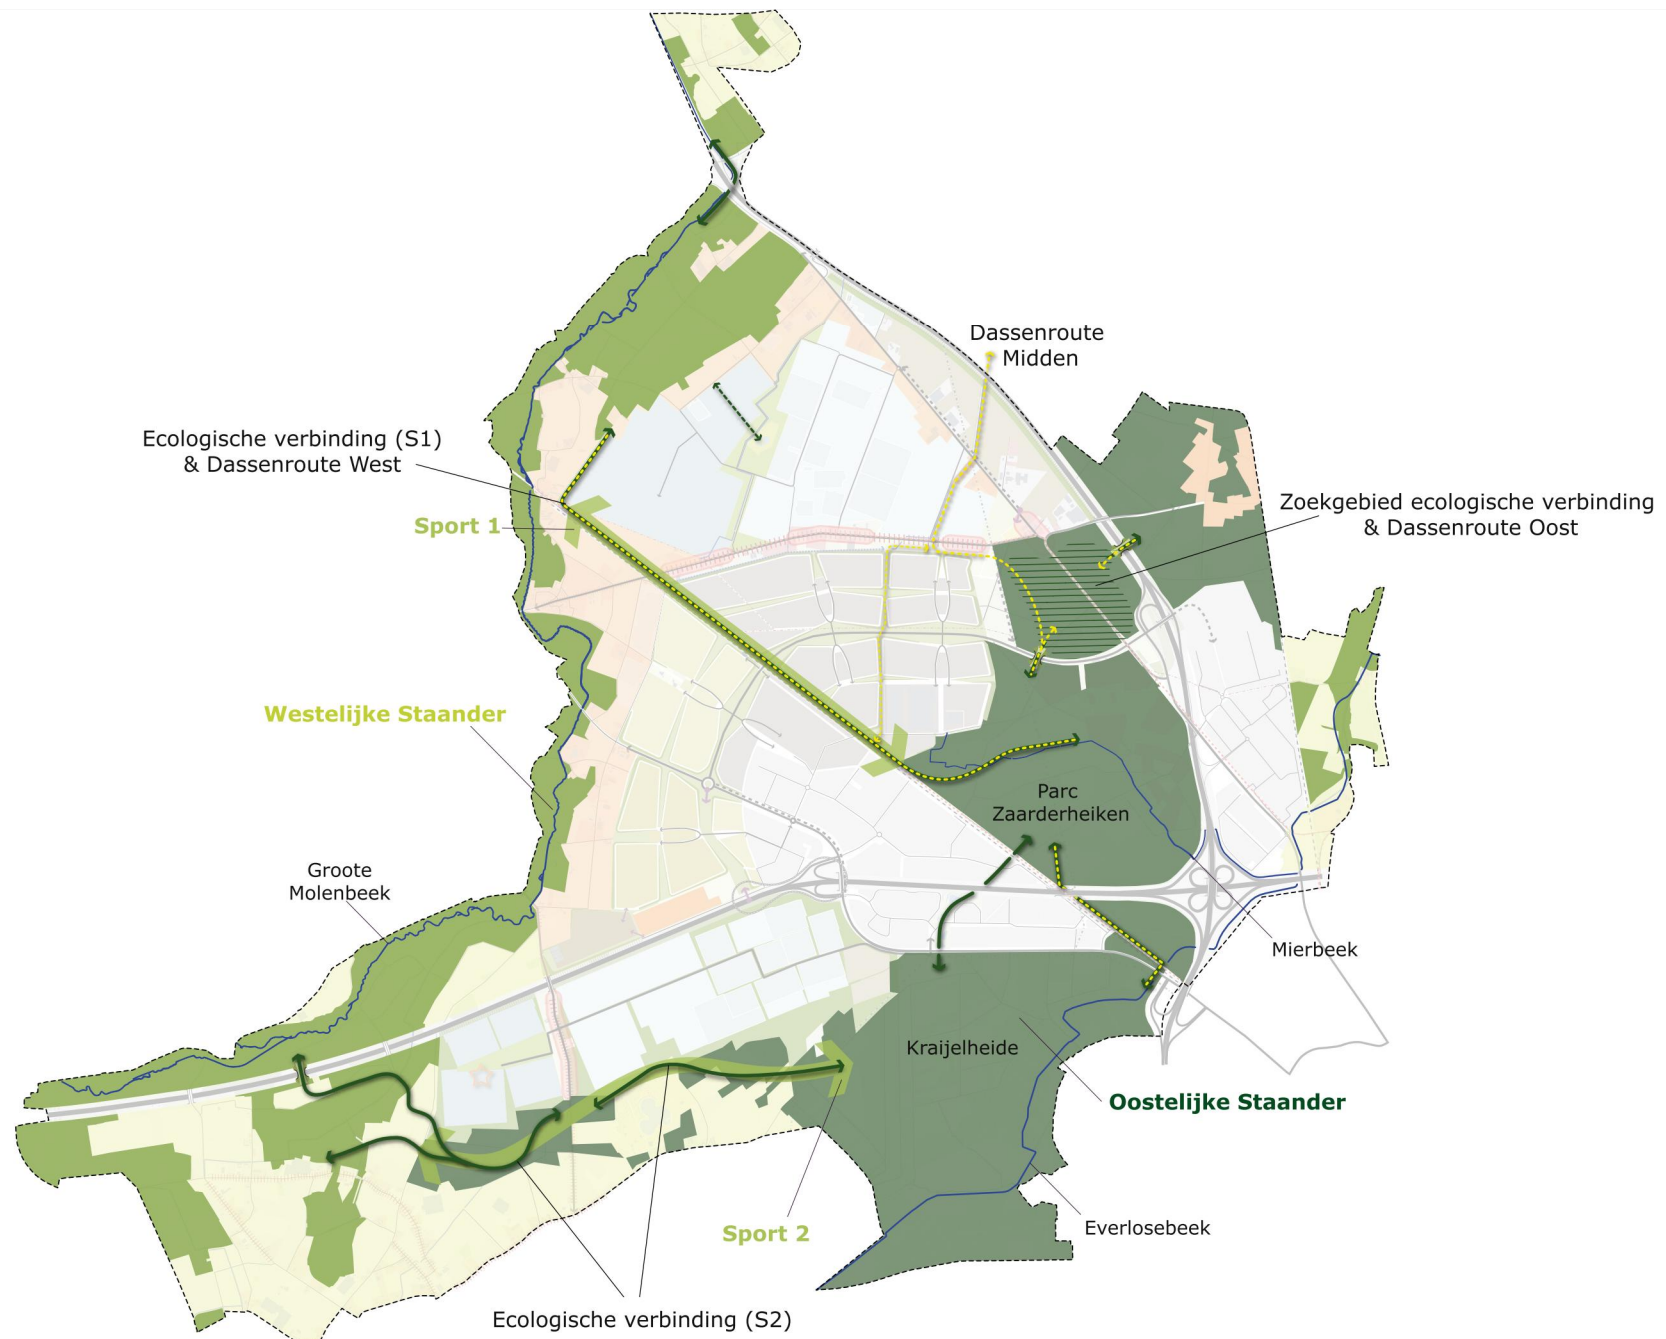 Dassenroute
Midden
Ecologische verbinding (S1)
& Dassenroute West
Zoekgebied ecologische verbinding
& Dassenroute Oost
Sport 1
Westelijke Staander
Parc
Zaarderheiken
Groote
Molenbeek
Mierbeek
Kraijelheide
Oostelijke Staander
Everlosebeek
Sport 2
Ecologische verbinding (S2)